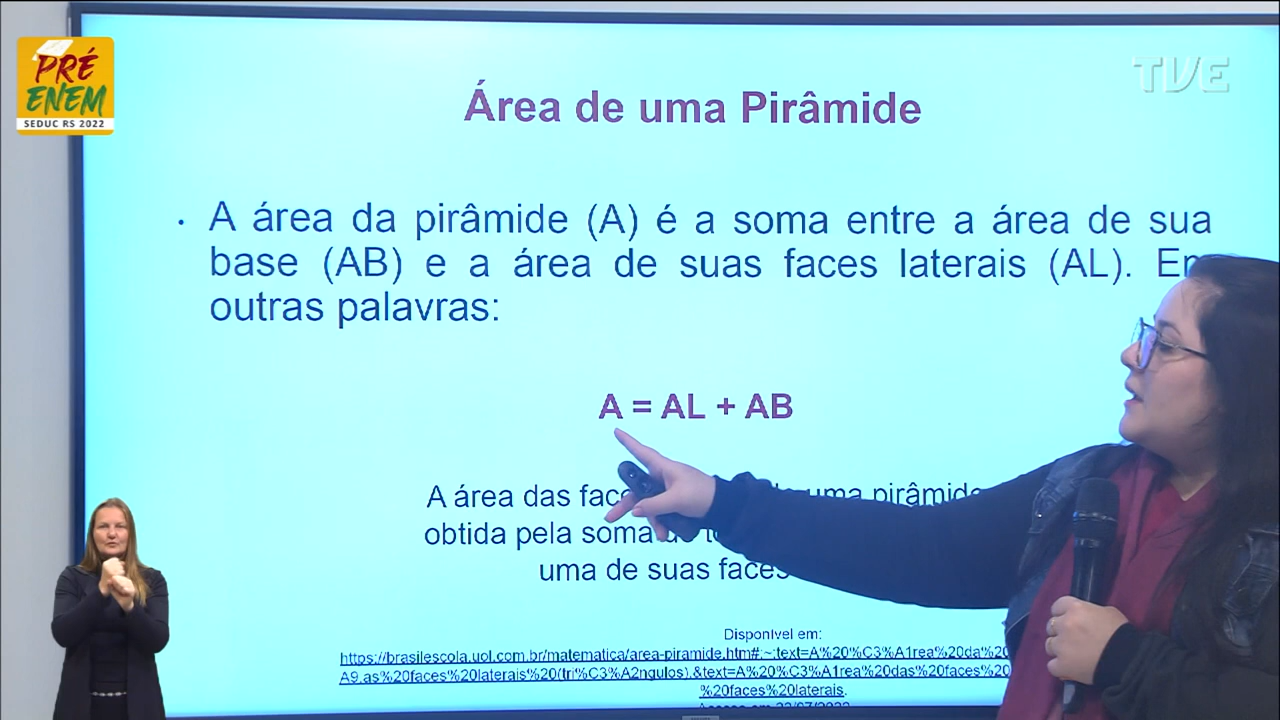 PRÉ
ENEM
SEDUC RS 2022
TVE
Área de uma Pirâmide
• A área da pirâmide (A) é a soma entre a área de sua
base (AB) e a área de suas faces laterais (AL).
outras palavras:
A = AL + AB
A área das uma
obtida pela soma
uma de suas faces
Disponível em:
https://brasilescola.uol.com.br/matematica/area-piramide.htm#:~:text=A%20%C3%A1rea%20da%20
A9,as%20faces%20laterais%20(tri%C3%A2ngulos).&text=A%20%C3%A1rea%20das%20faces%20
%20faces%20laterais.